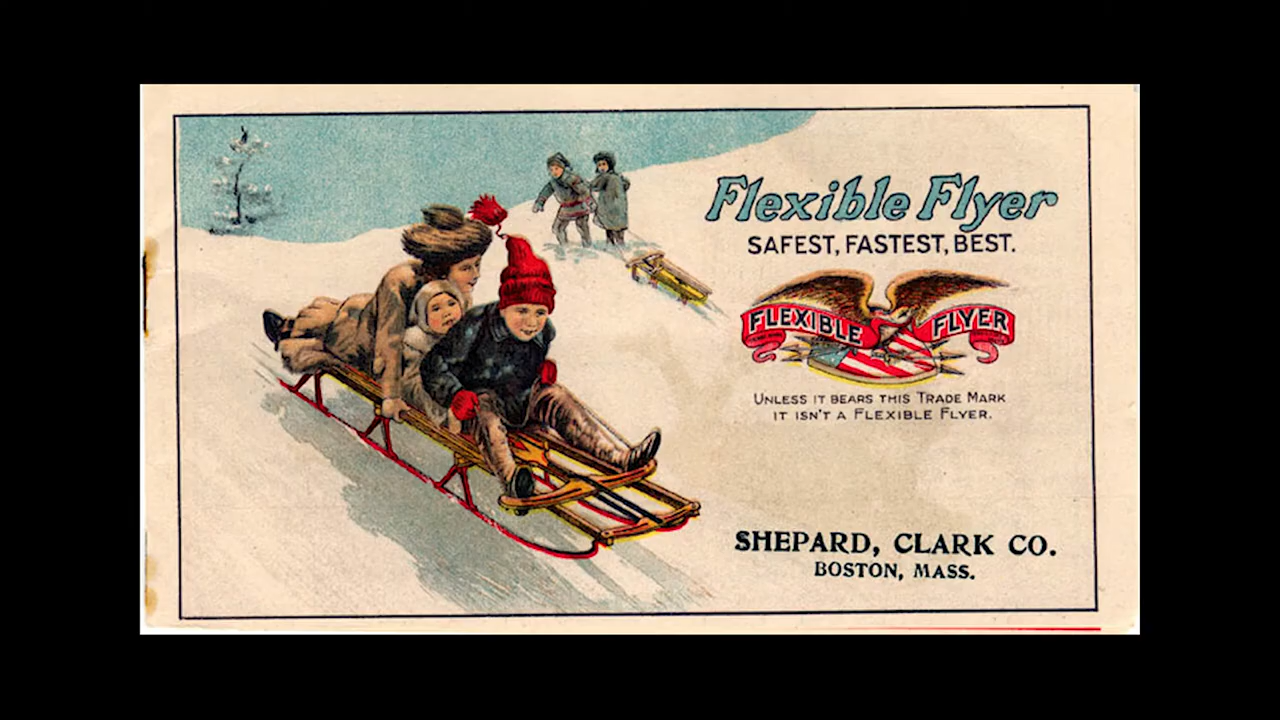 Flexible Flyer
SAFEST, FASTEST, BEST.
FLEXIBLE FLYER
UNLESS IT BEARS THIS TRADE MARK
IT ISN'T A FLEXIBLE FLYER.
SHEPARD, CLARK CO.
BOSTON, MASS.